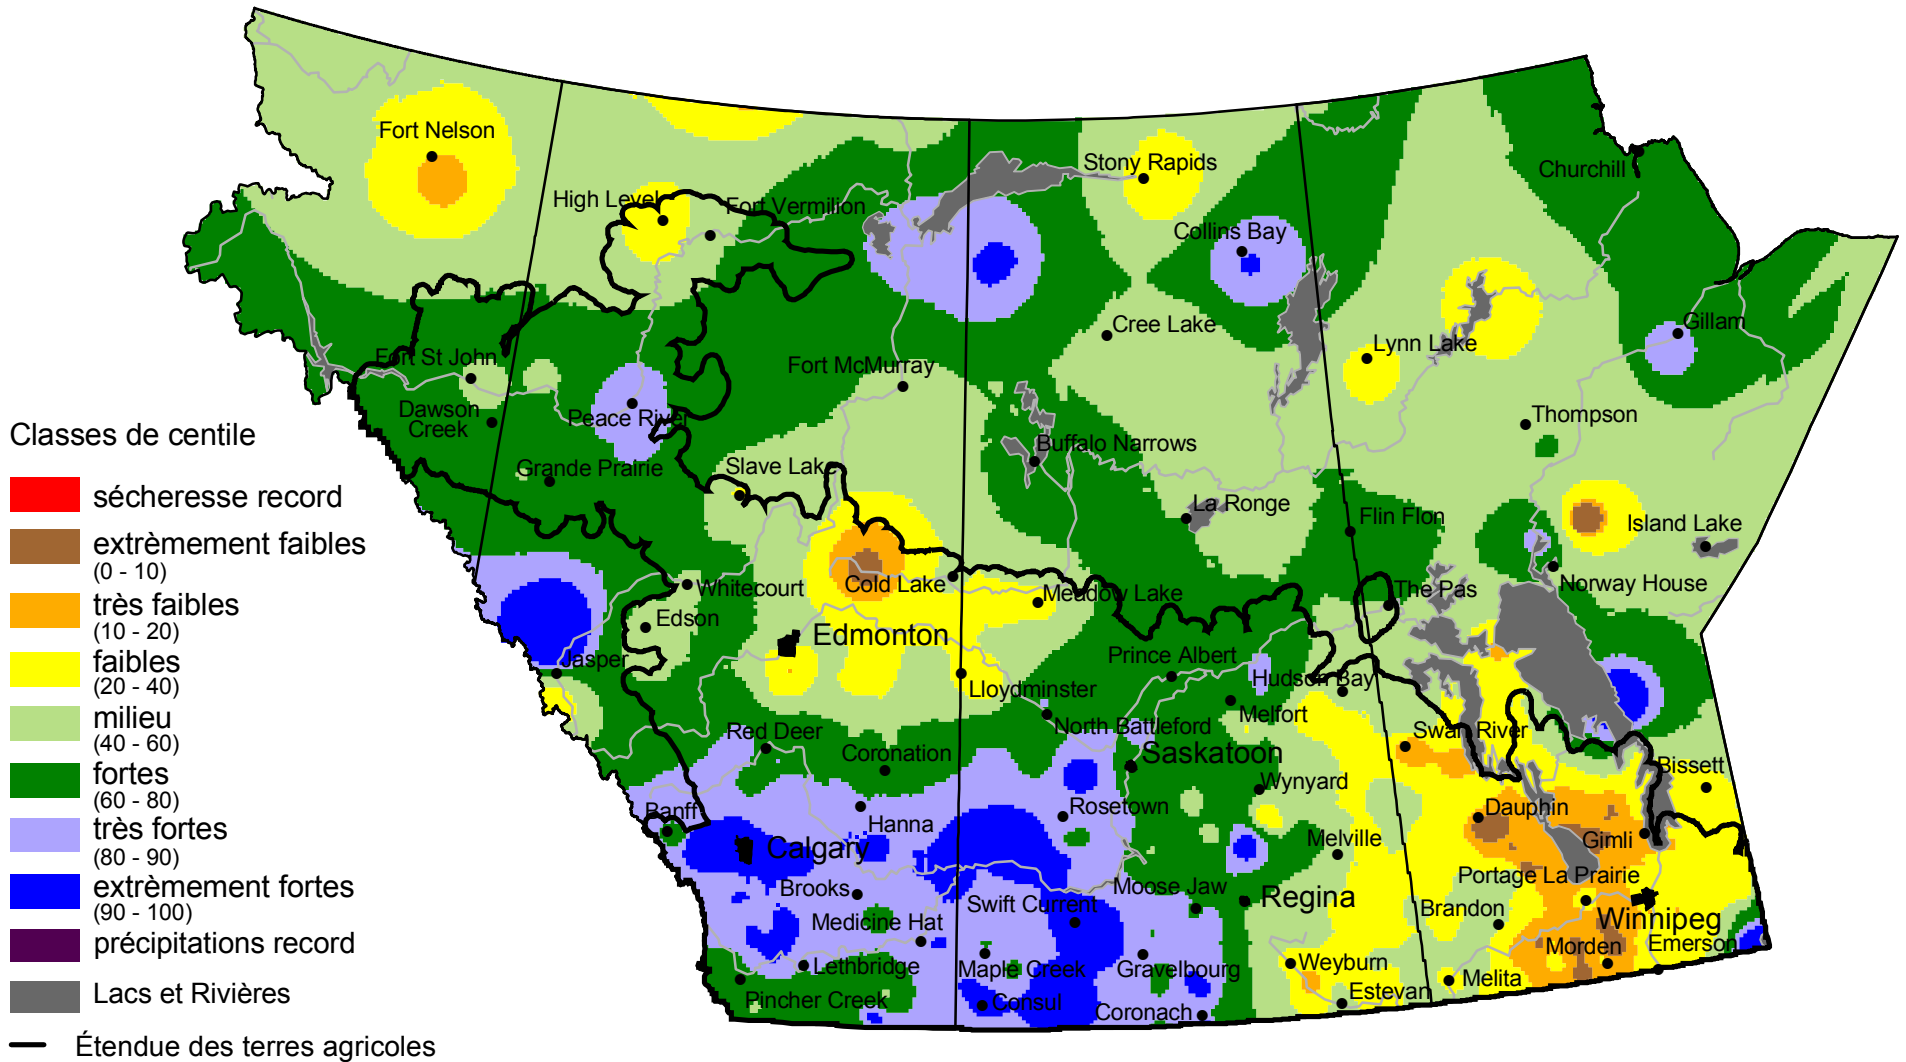 Fort Nelson
High Level
Fort Vermilion
Stony Rapids
Churchill
Collins Bay
Cree Lake
Gillam
Lynn Lake
Fort St John
Fort McMurray
Dawson
Creek
Peace River
Thompson
Buffalo Narrows
Grande Prairie
Slave Lake
La Ronge
Flin Flon
Island Lake
Cold Lake
Whitecourt
Meadow Lake
The Pas
Norway House
Edson
Edmonton
Jasper
Prince Albert
Hudson Bay
Lloydminster
Melfort
North Battleford
Red Deer
Coronation
Saskatoon
Swan River
Wynyard
Bissett
Banff
Hanna
Rosetown
Dauphin
Calgary
Melville
Gimli
Brooks
Moose Jaw
Regina
Portage La Prairie
Medicine Hat
Swift Current
Brandon
Winnipeg
Morden
Emerson
Lethbridge
Maple Creek
Gravelbourg
Weyburn
Melita
Pincher Creek
Consul
Coronach
Estevan
Classes de centile
sécheresse record
extrèmement faibles
(0 - 10)
très faibles
(10 - 20)
faibles
(20 - 40)
milieu
(40 - 60)
fortes
(60 - 80)
très fortes
(80 - 90)
extrèmement fortes
(90 - 100)
précipitations record
Lacs et Rivières
Étendue des terres agricoles